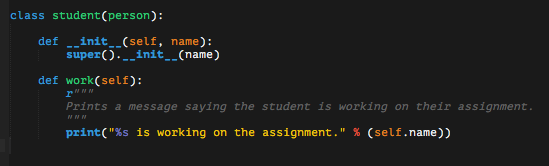 class student(person):
def __init__(self, name):
super().__init__(name)
def work(self):
r"""
Prints a message saying the student is working on their assignment.
"""
print("%s is working on the assignment." % (self.name))